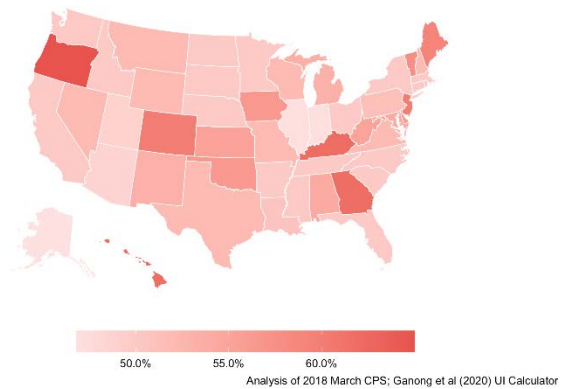 50.0% 55.0% 60.0%
Analysis of 2018 March CPS; Ganong et al (2020) UI Calculator